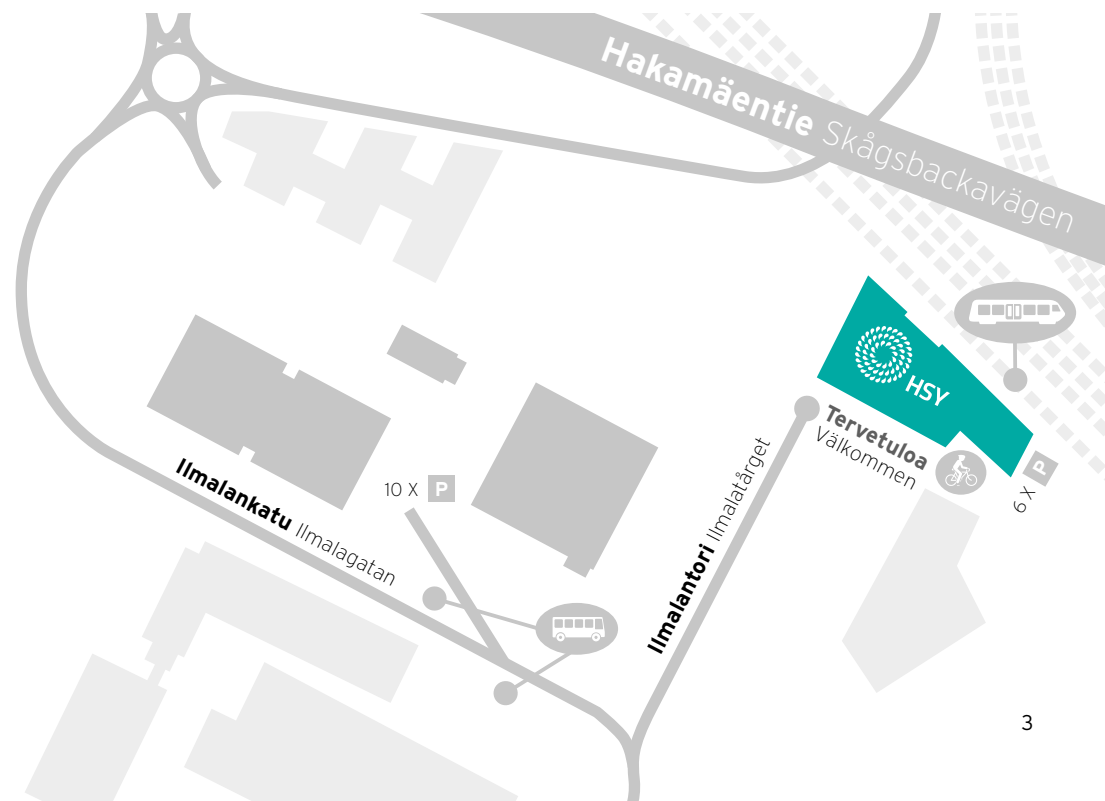 Hakamäentie Skågsbackavägen
HSY
Tervetuloa
Välkommen
6 X P
Ilmalankatu Ilmalagatan
10 X P
Ilmalantori Ilmalatårget
3